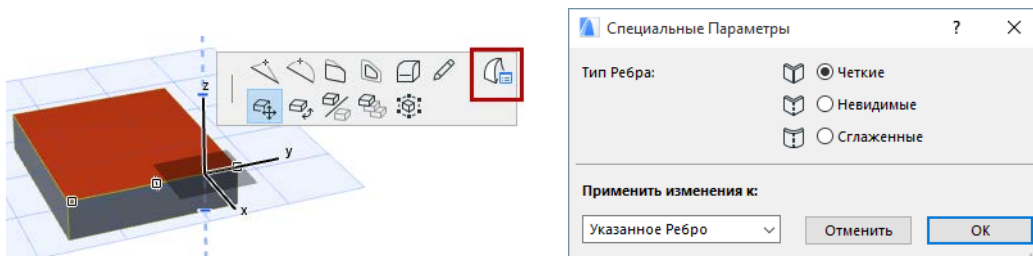 z
y
x
Специальные Параметры ?
Тип Ребра:
Четкие
Невидимые
Сглаженные
Применить изменения к:
Указанное Ребро
Отменить
OK